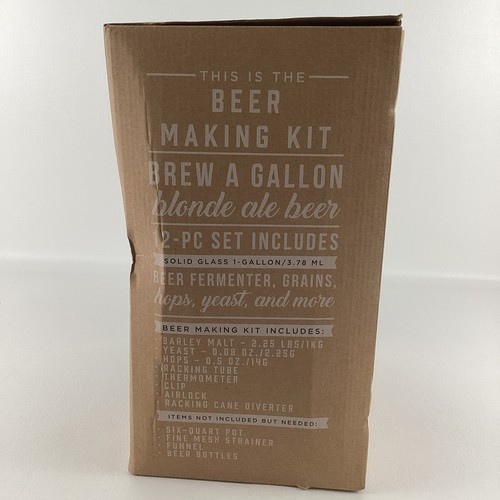 THIS IS THE
BEER
MAKING KIT
BREW A GALLON
blonde ale beer
12-PC SET INCLUDES
SOLID GLASS 1-GALLON/3.78 ML
BEER FERMENTER, GRAINS,
hops, yeast, and more
BEER MAKING KIT INCLUDES:
· BARLEY MALT - 2.25 LBS/1KG
· YEAST - 0.08 OZ./2.25G
· HOPS - 0.5 OZ/14G
· RACKING TUBE
· THERMOMETER
· CLIP
· AIRLOCK
· RACKING CANE DIVERTER
ITEMS NOT INCLUDED BUT NEEDED:
· SIX-QUART POT
· FINE MESH STRAINER
· FUNNEL
· BEER BOTTLES